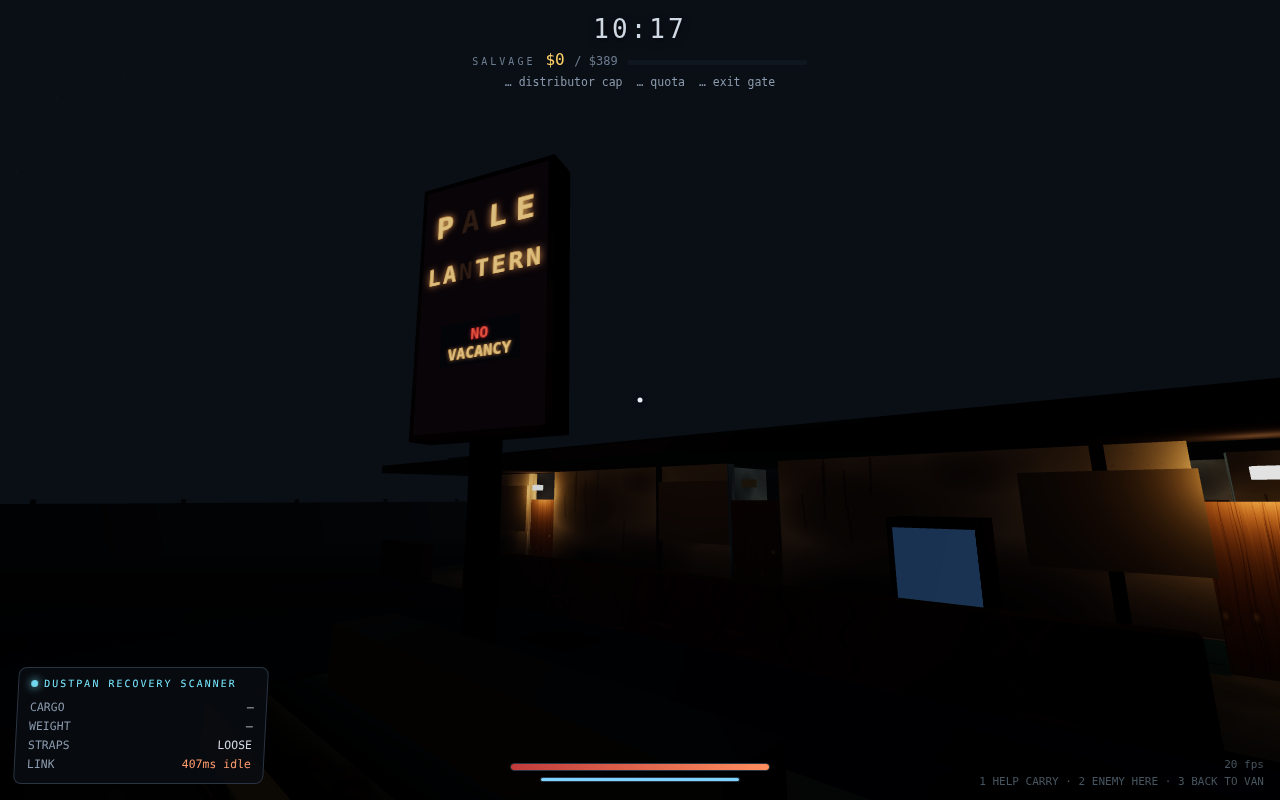 10:17
SALVAGE $0 / $389
… distributor cap … quota … exit gate
PALE
LANTERN
NO
VACANCY
DUSTPAN RECOVERY SCANNER
CARGO —
WEIGHT —
STRAPS LOOSE
LINK 407ms idle
20 fps
1 HELP CARRY · 2 ENEMY HERE · 3 BACK TO VAN